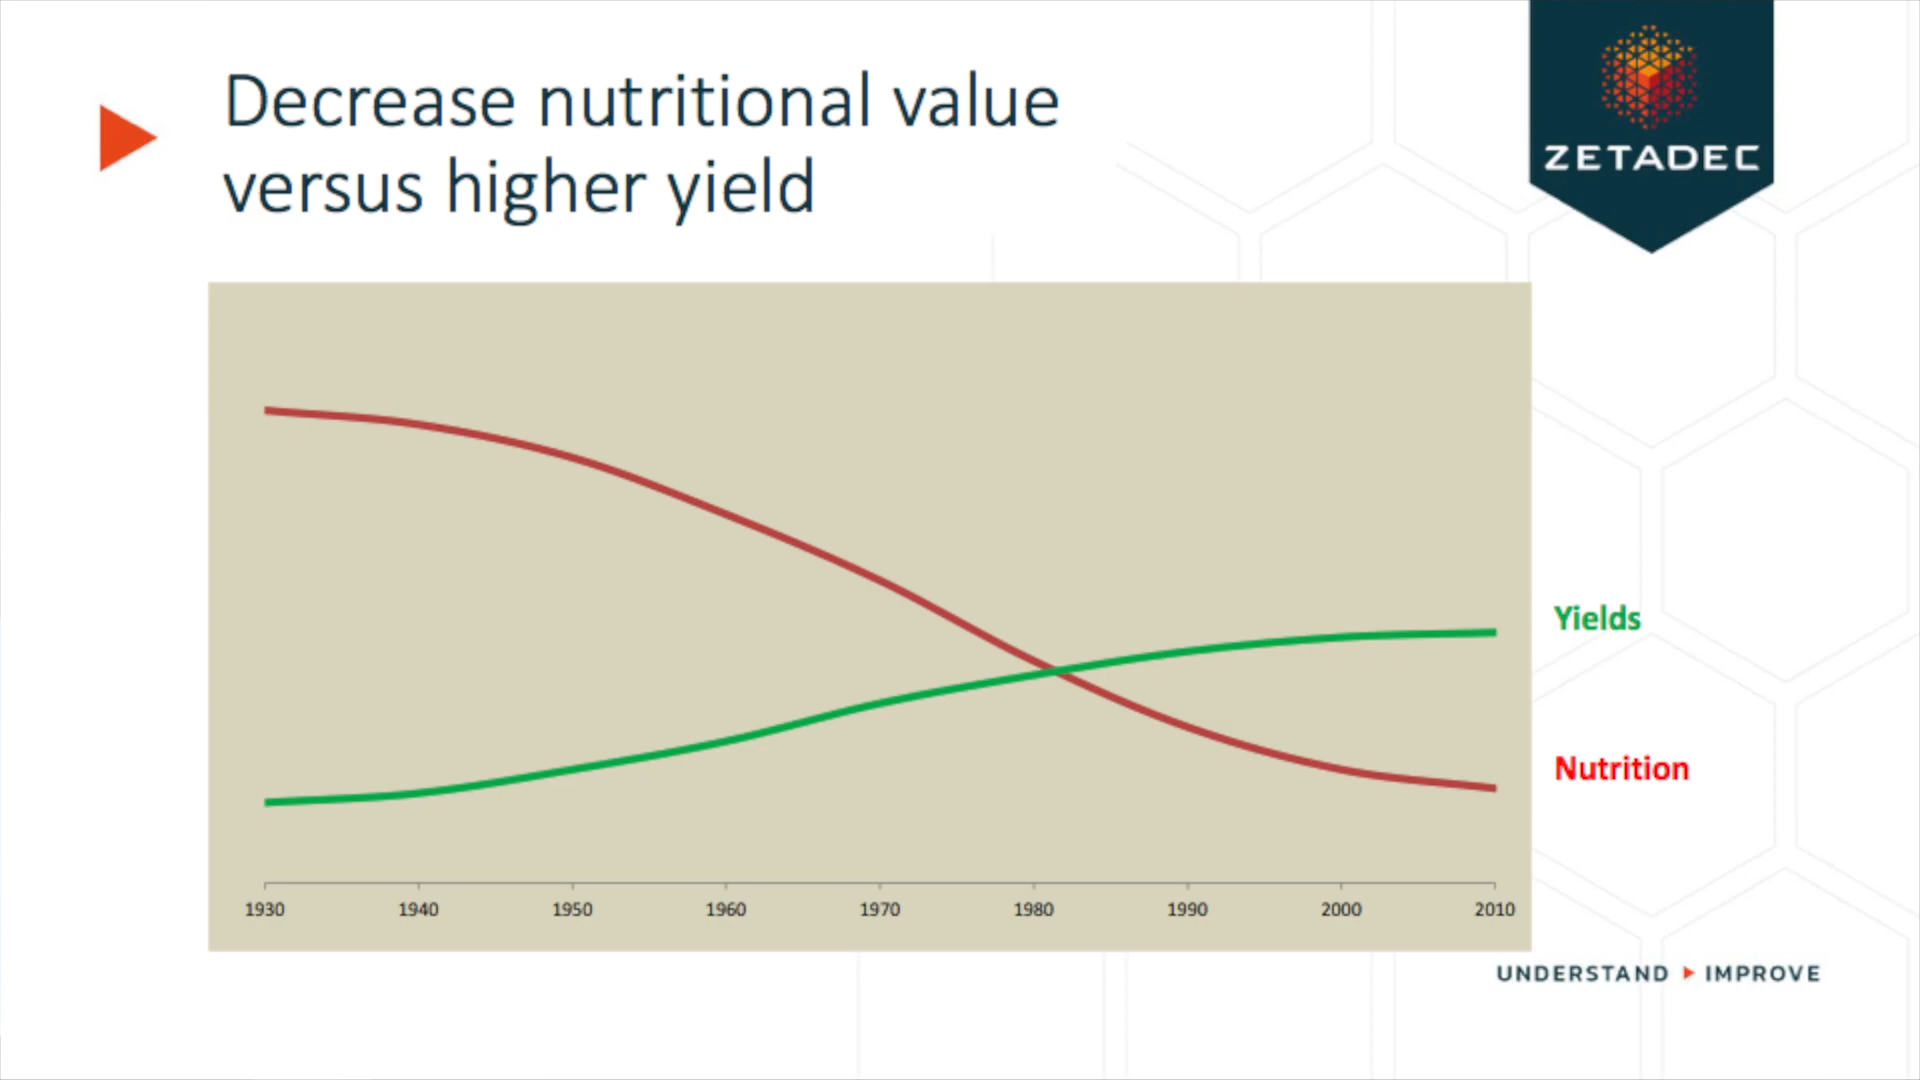 Decrease nutritional value
versus higher yield
ZETADEC
Yields
Nutrition
1930 1940 1950 1960 1970 1980 1990 2000 2010
UNDERSTAND IMPROVE